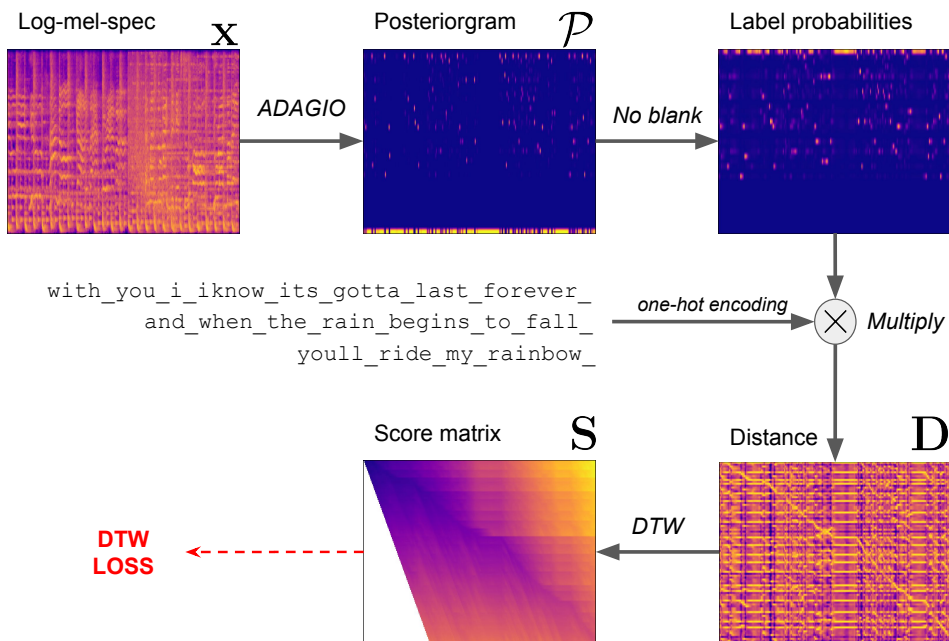 Log-mel-spec x
Posteriorgram 𝒫
Label probabilities
ADAGIO
No blank
with_you_i_iknow_its_gotta_last_forever_
and_when_the_rain_begins_to_fall_
youll_ride_my_rainbow_
one-hot encoding
× Multiply
Score matrix S
Distance D
DTW
DTW
LOSS